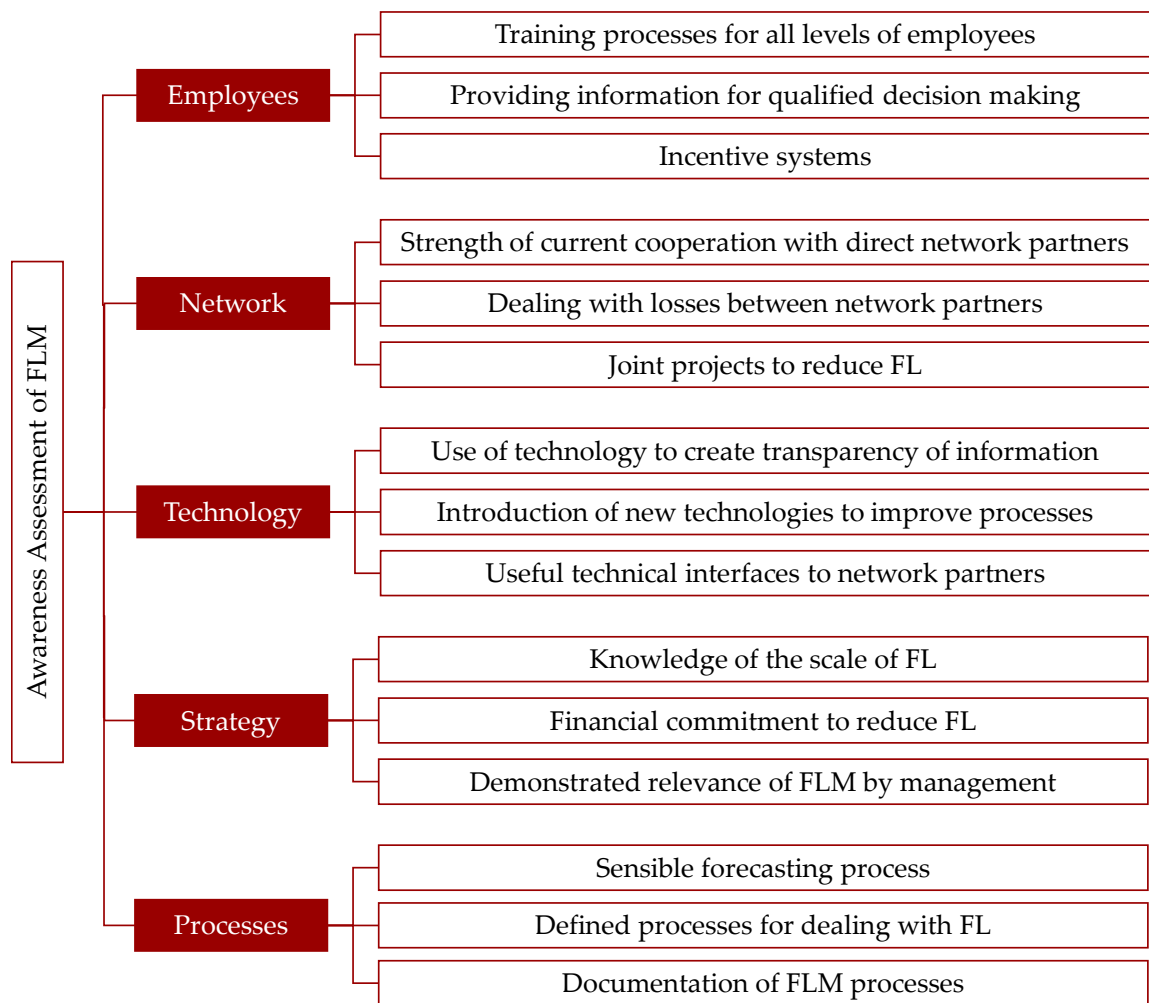 Awareness Assessment of FLM
Employees
Training processes for all levels of employees
Providing information for qualified decision making
Incentive systems
Network
Strength of current cooperation with direct network partners
Dealing with losses between network partners
Joint projects to reduce FL
Technology
Use of technology to create transparency of information
Introduction of new technologies to improve processes
Useful technical interfaces to network partners
Strategy
Knowledge of the scale of FL
Financial commitment to reduce FL
Demonstrated relevance of FLM by management
Processes
Sensible forecasting process
Defined processes for dealing with FL
Documentation of FLM processes